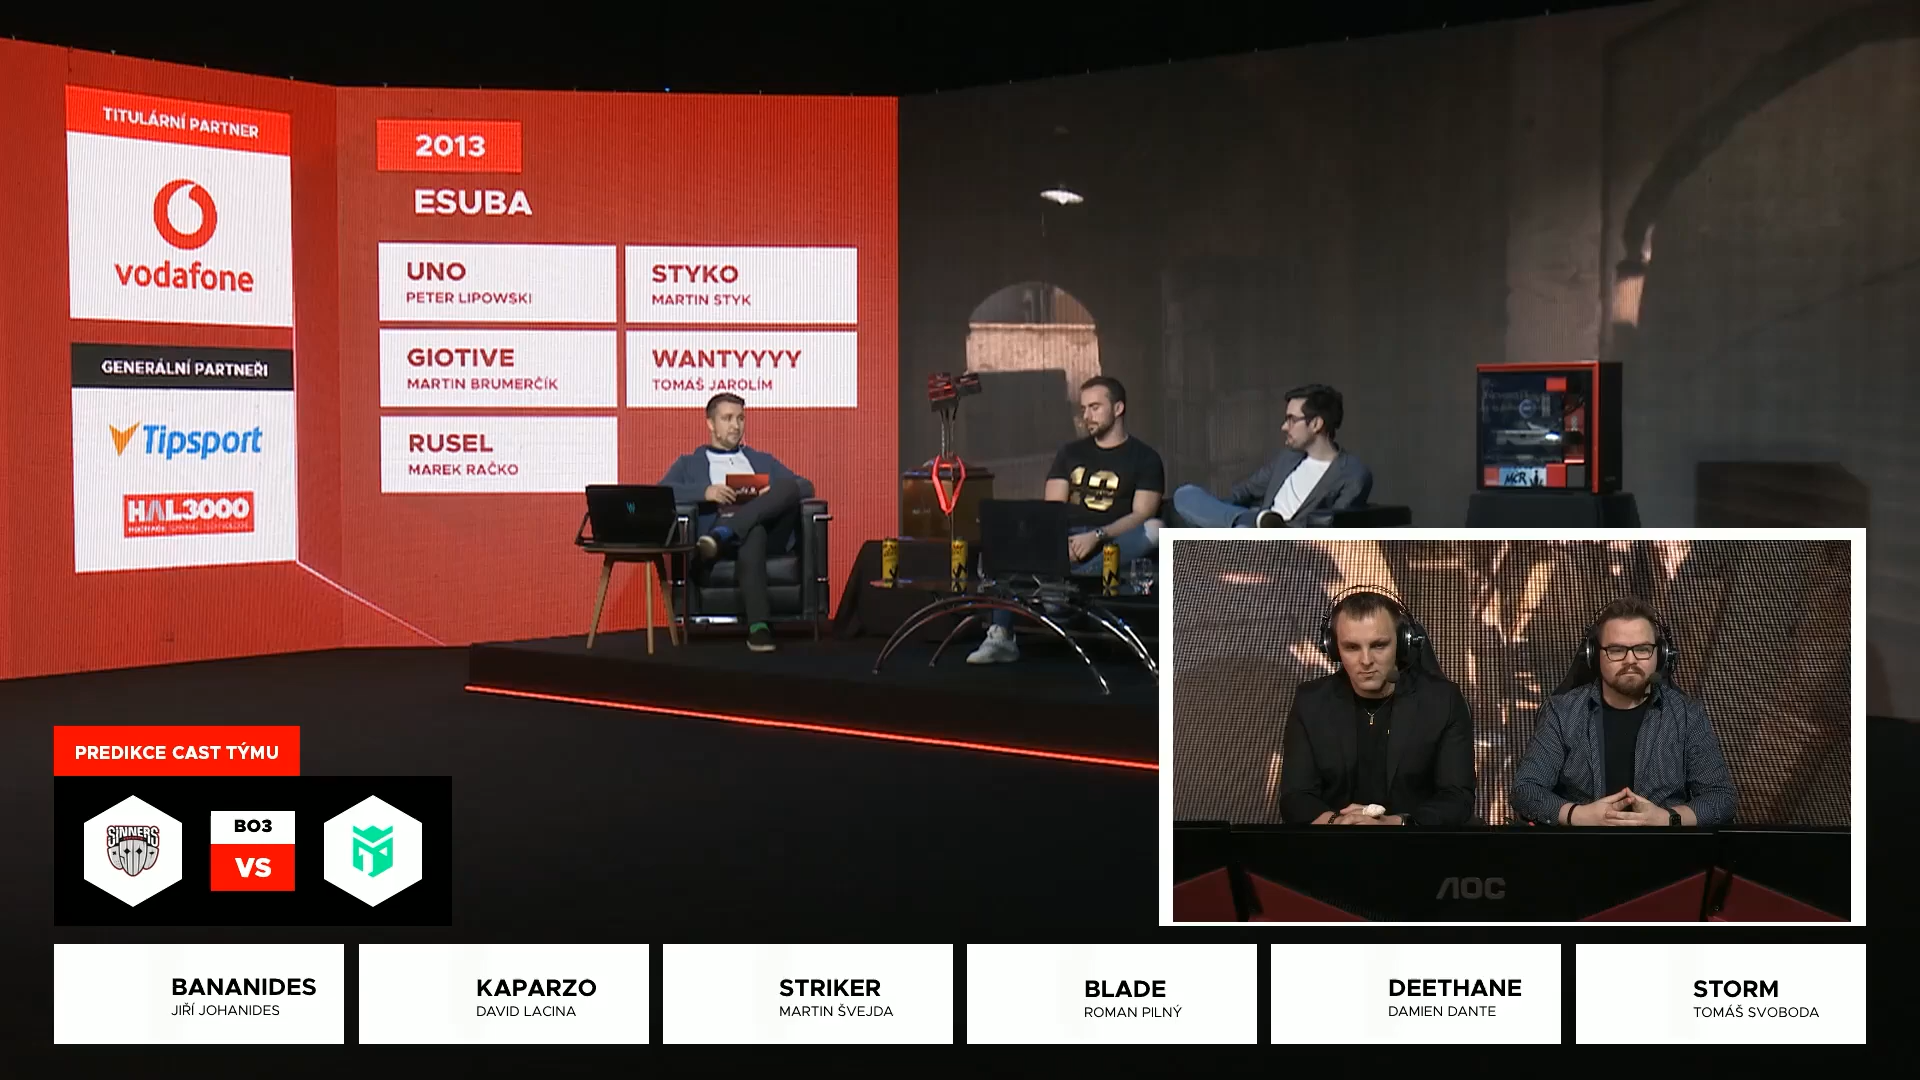 TITULÁRNÍ PARTNER
vodafone
GENERÁLNÍ PARTNEŘI
Tipsport
HAL3000
2013
ESUBA
UNO
PETER LIPOWSKI
STYKO
MARTIN STYK
GIOTIVE
MARTIN BRUMERČÍK
WANTYYYY
TOMÁŠ JAROLÍM
RUSEL
MAREK RAČKO
MCR
AOC
PREDIKCE CAST TÝMU
SINNERS
BO3
VS
BANANIDES
JIŘÍ JOHANIDES
KAPARZO
DAVID LACINA
STRIKER
MARTIN ŠVEJDA
BLADE
ROMAN PILNÝ
DEETHANE
DAMIEN DANTE
STORM
TOMÁŠ SVOBODA